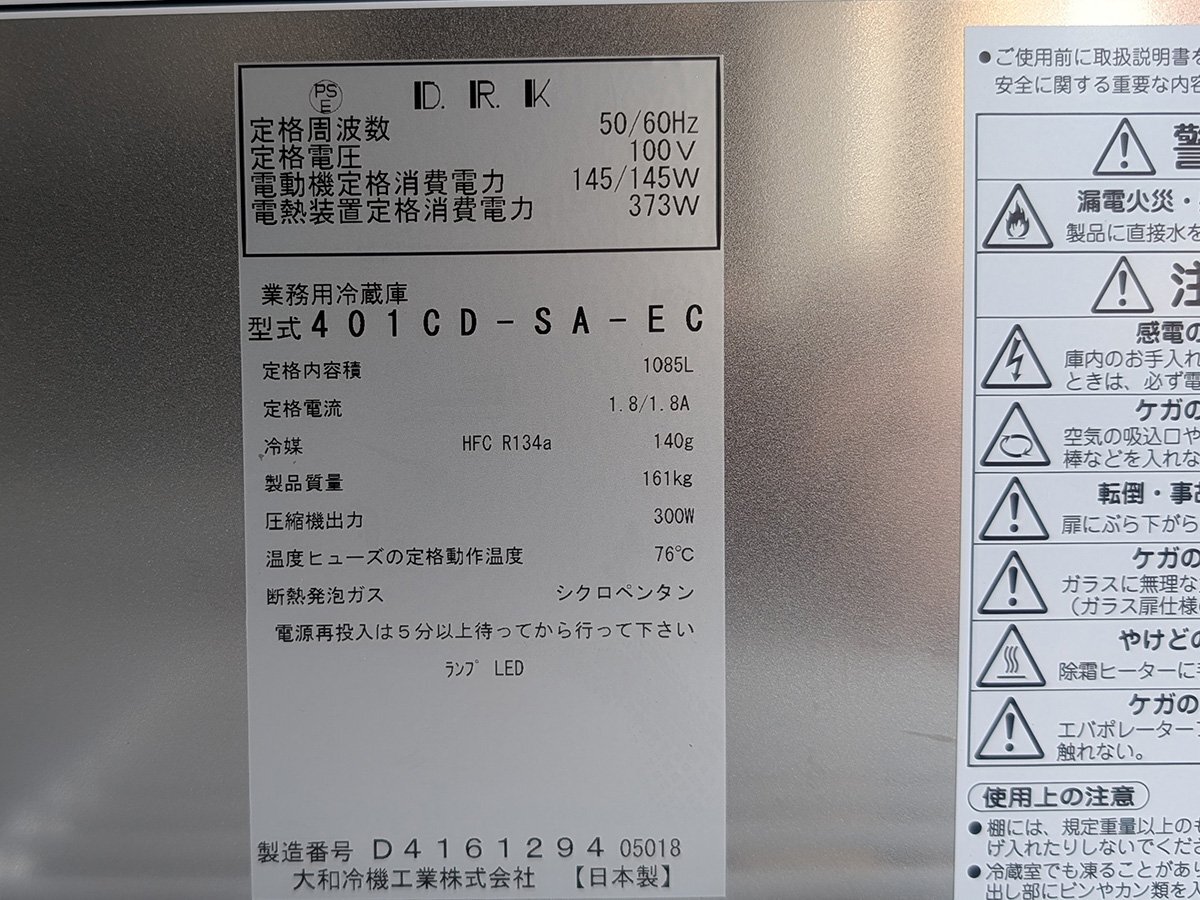 PS
E
D.R.K
定格周波数 50/60Hz
定格電圧 100V
電動機定格消費電力 145/145W
電熱装置定格消費電力 373W
業務用冷蔵庫
型式 401CD-SA-EC
定格内容積 1085L
定格電流 1.8/1.8A
冷媒 HFC R134a 140g
製品質量 161kg
圧縮機出力 300W
温度ヒューズの定格動作温度 76℃
断熱発泡ガス シクロペンタン
電源再投入は5分以上待ってから行って下さい
ﾗﾝﾌﾟ LED
製造番号 D4161294 05018
大和冷機工業株式会社 【日本製】
●ご使用前に取扱説明書を
安全に関する重要な内容
警
漏電火災・
製品に直接水を
注
感電の
庫内のお手入れ
ときは、必ず電
ケガの
空気の吸込口や
棒などを入れな
転倒・事故
扉にぶら下がら
ケガの
ガラスに無理な
(ガラス扉仕様
やけどの
除霜ヒーターに手
ケガの
エバポレーター
触れない。
使用上の注意
●棚には、規定重量以上のも
げ入れたりしないでくださ
●冷蔵室でも凍ることがあり
出し部にビンやカン類を入